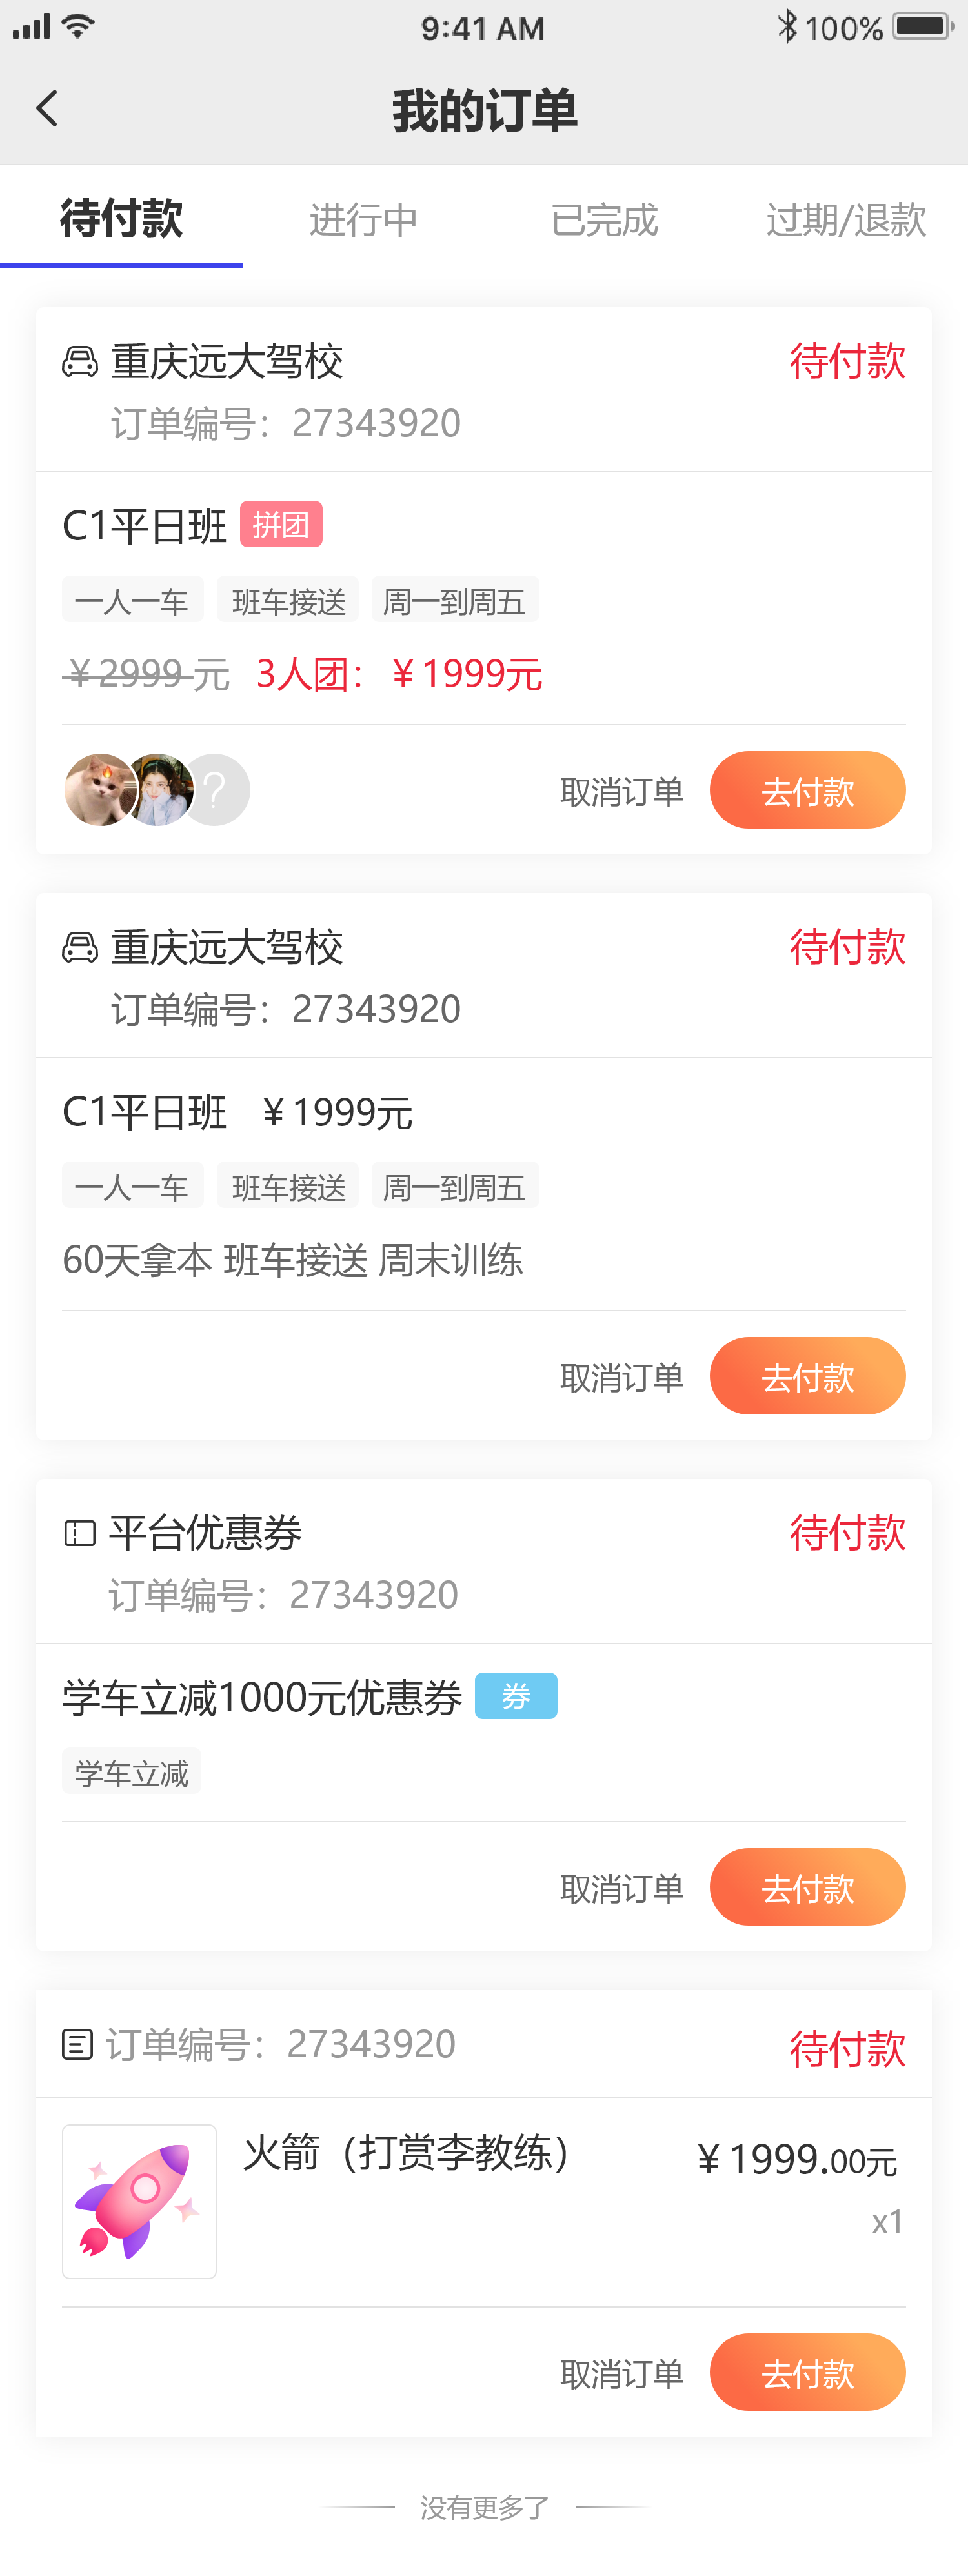 9:41 AM 100%
我的订单
待付款 进行中 已完成 过期/退款
重庆远大驾校 待付款
订单编号：27343920
C1平日班 拼团
一人一车 班车接送 周一到周五
￥2999 元 3人团：￥1999元
? 取消订单 去付款
重庆远大驾校 待付款
订单编号：27343920
C1平日班 ￥1999元
一人一车 班车接送 周一到周五
60天拿本 班车接送 周末训练
取消订单 去付款
平台优惠券 待付款
订单编号：27343920
学车立减1000元优惠券 券
学车立减
取消订单 去付款
订单编号：27343920 待付款
火箭（打赏李教练） ￥1999.00元
x1
取消订单 去付款
没有更多了